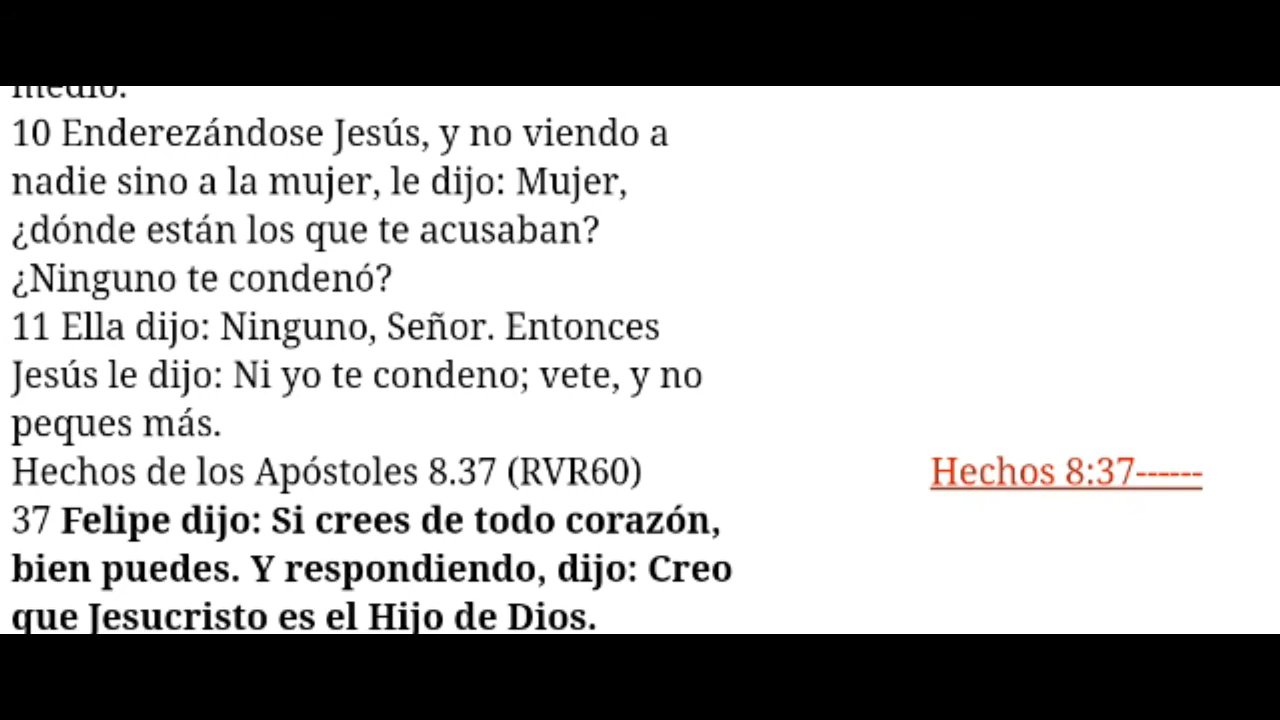 medio.
10 Enderezándose Jesús, y no viendo a
nadie sino a la mujer, le dijo: Mujer,
¿dónde están los que te acusaban?
¿Ninguno te condenó?
11 Ella dijo: Ninguno, Señor. Entonces
Jesús le dijo: Ni yo te condeno; vete, y no
peques más.
Hechos de los Apóstoles 8.37 (RVR60)
Hechos 8:37------
37 Felipe dijo: Si crees de todo corazón,
bien puedes. Y respondiendo, dijo: Creo
que Jesucristo es el Hijo de Dios.